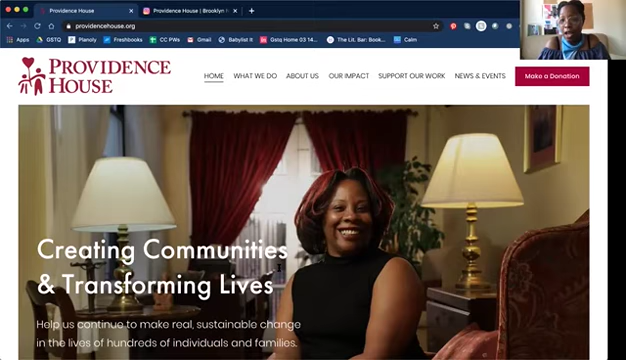 Providence House
Providence House | Brooklyn
providencehouse.org
Apps GSTQ Planoly Freshbooks CC PWs Gmail Babylist It Gstq Home 03 14... The Lit. Bar: Book... Calm
PROVIDENCE
HOUSE
HOME WHAT WE DO ABOUT US OUR IMPACT SUPPORT OUR WORK NEWS & EVENTS Make a Donation
Creating Communities
& Transforming Lives
Help us continue to make real, sustainable change
in the lives of hundreds of individuals and families.